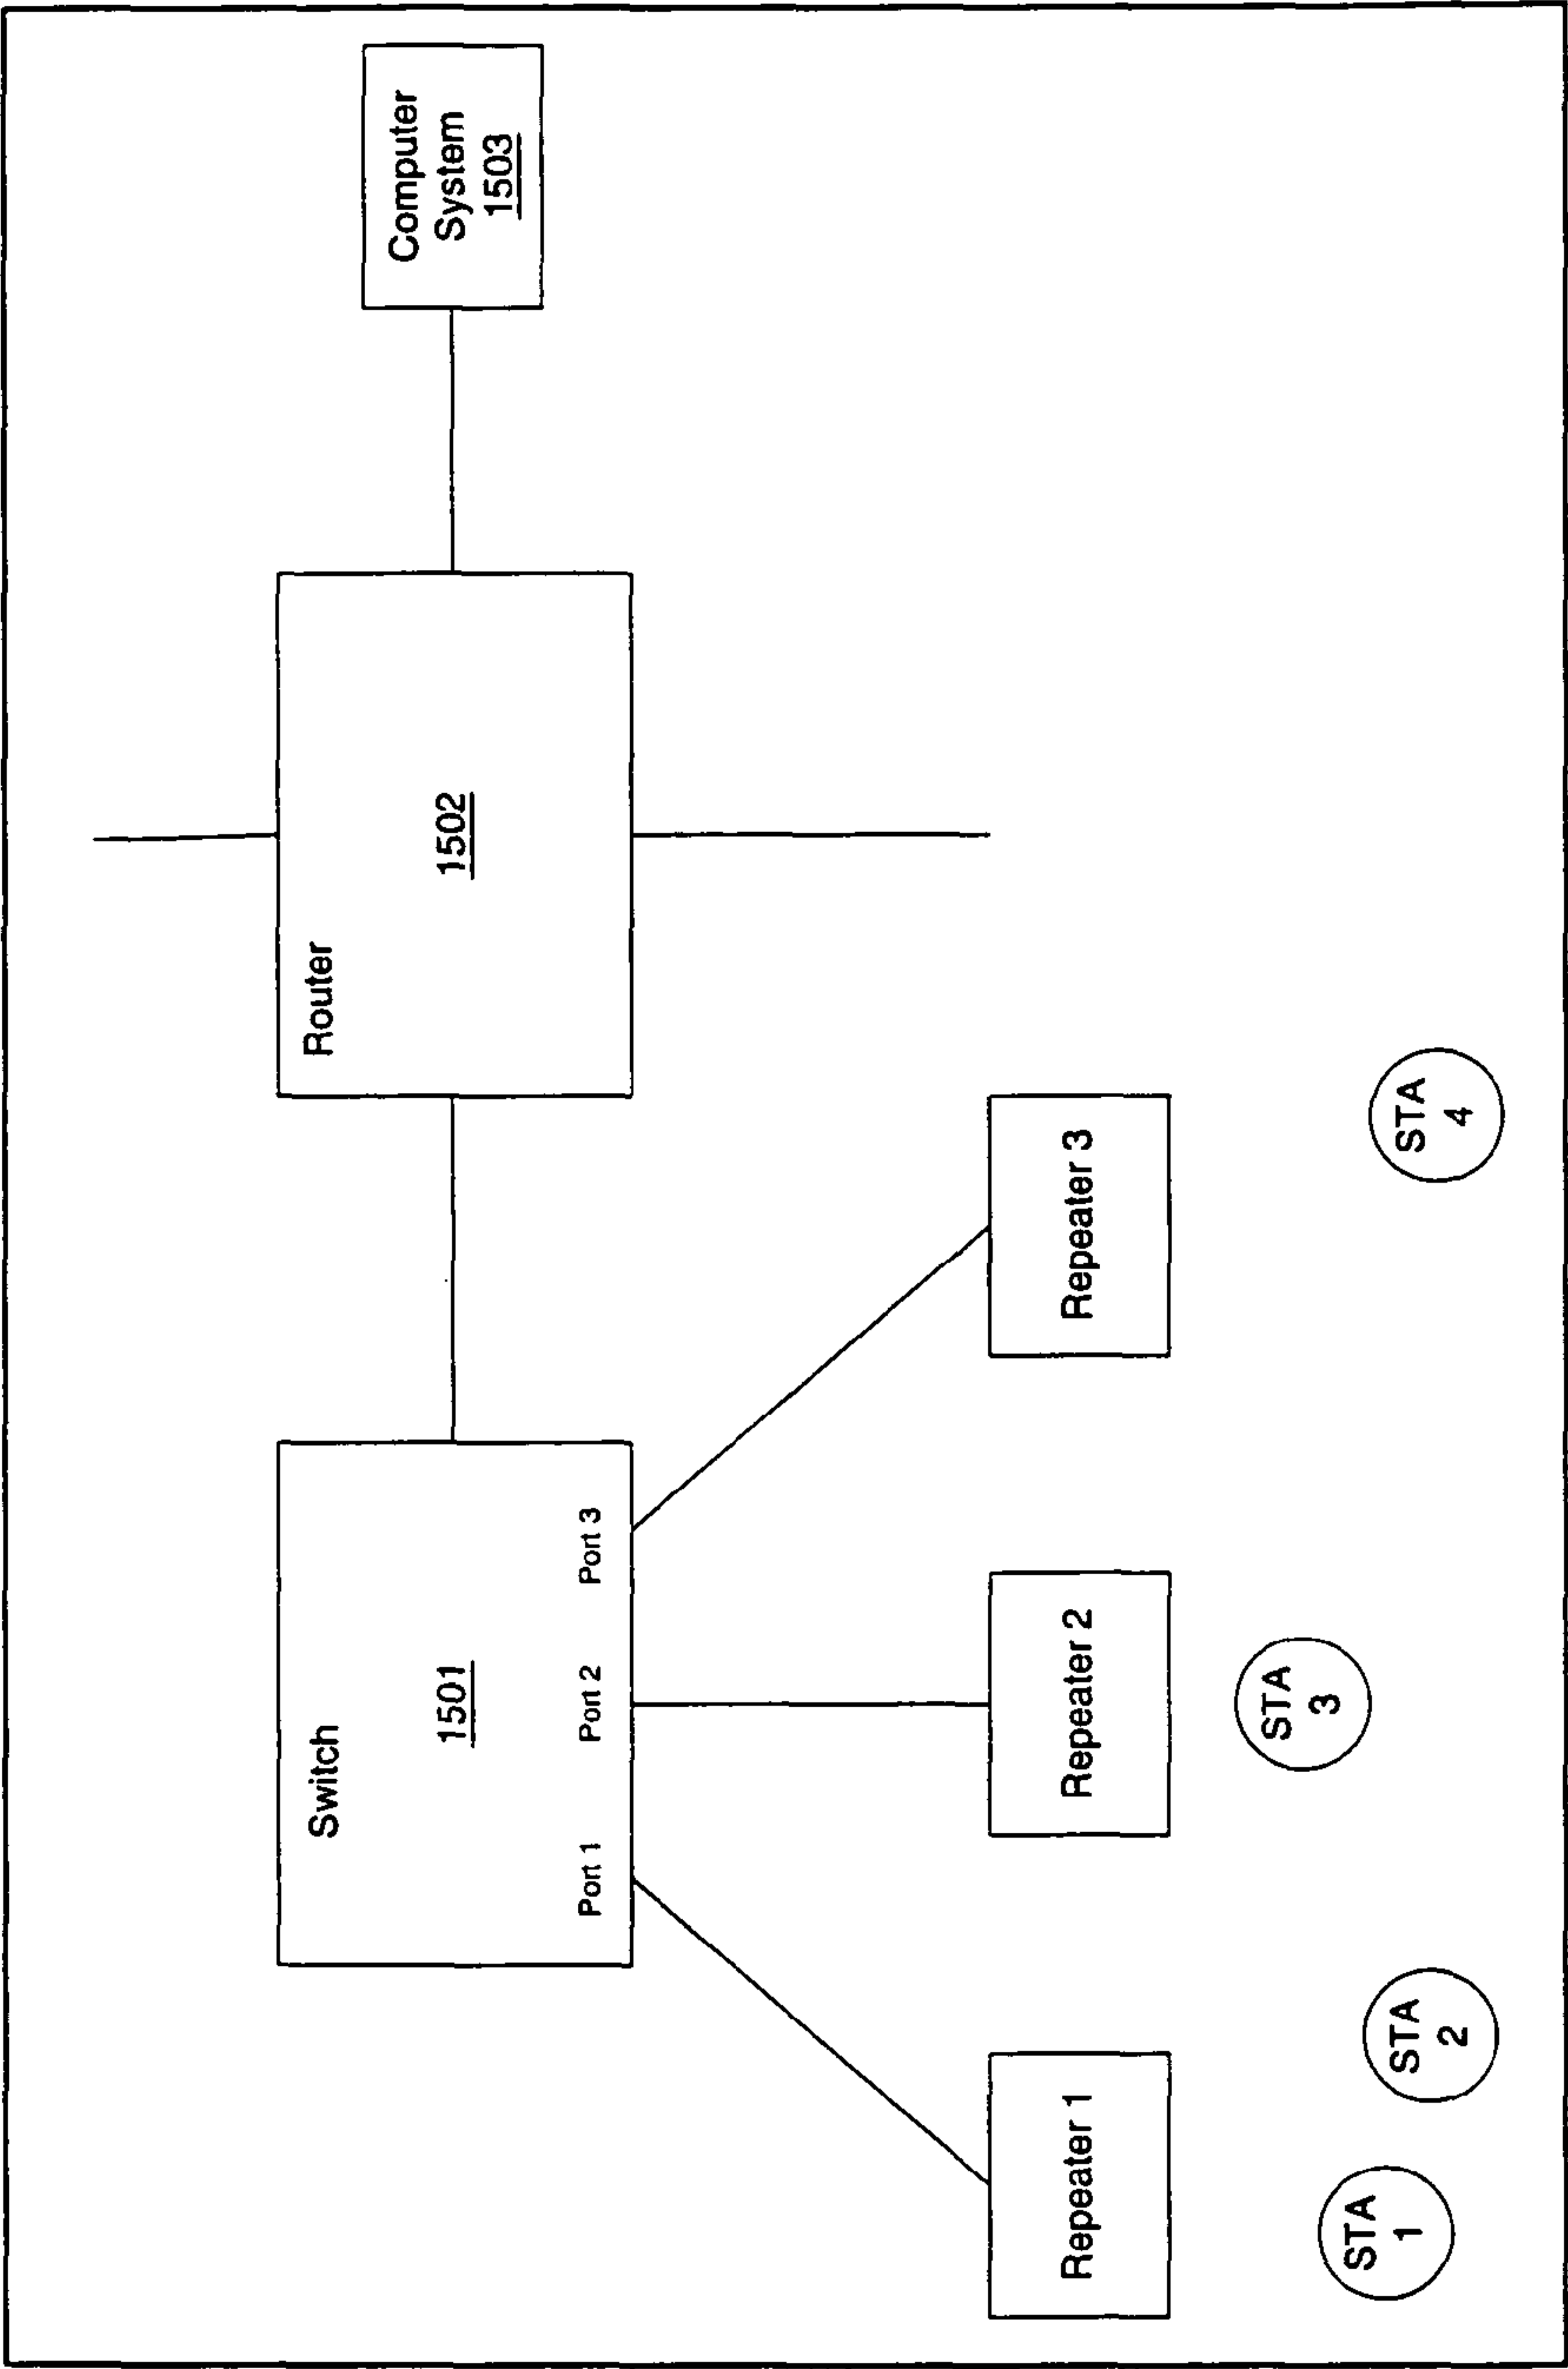 Switch
1501
Port 1
Port 2
Port 3
Router
1502
Computer
System
1503
Repeater 1
Repeater 2
Repeater 3
STA
1
STA
2
STA
3
STA
4